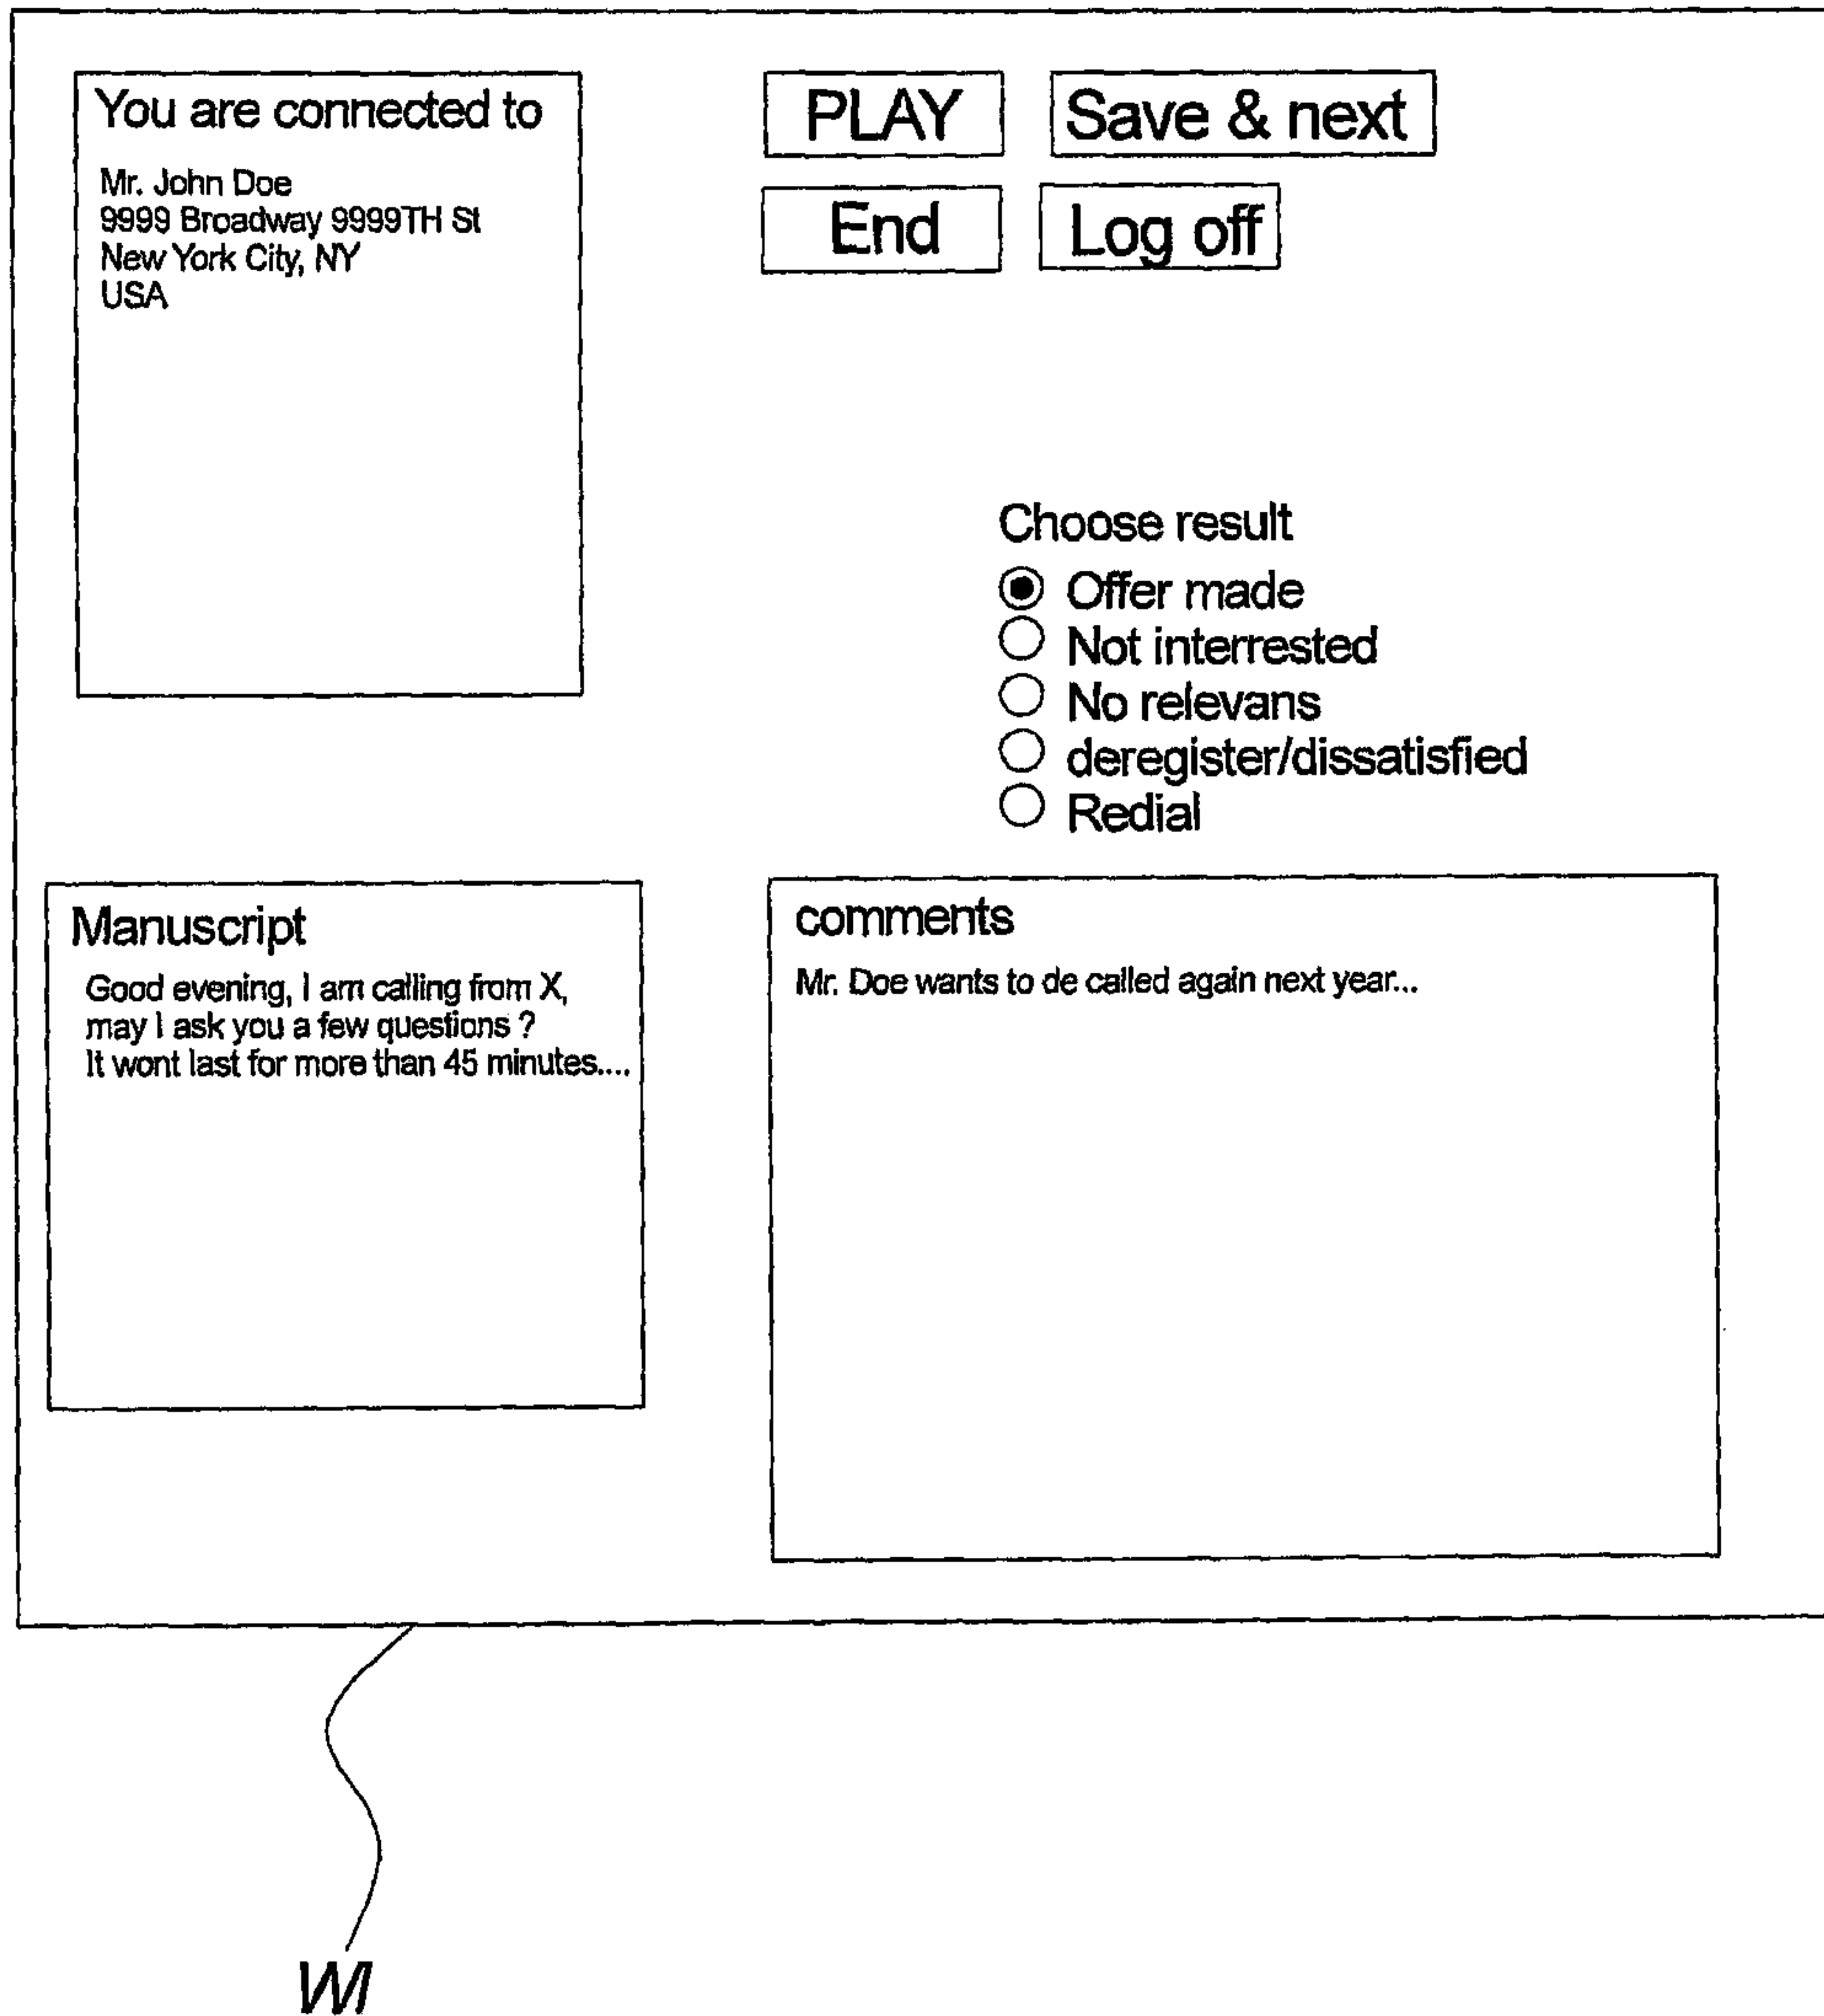 You are connected to
Mr. John Doe
9999 Broadway 9999TH St
New York City, NY
USA
PLAY
Save & next
End
Log off
Choose result
Offer made
Not interrested
No relevans
deregister/dissatisfied
Redial
Manuscript
Good evening, I am calling from X,
may I ask you a few questions ?
It wont last for more than 45 minutes....
comments
Mr. Doe wants to de called again next year...
WI